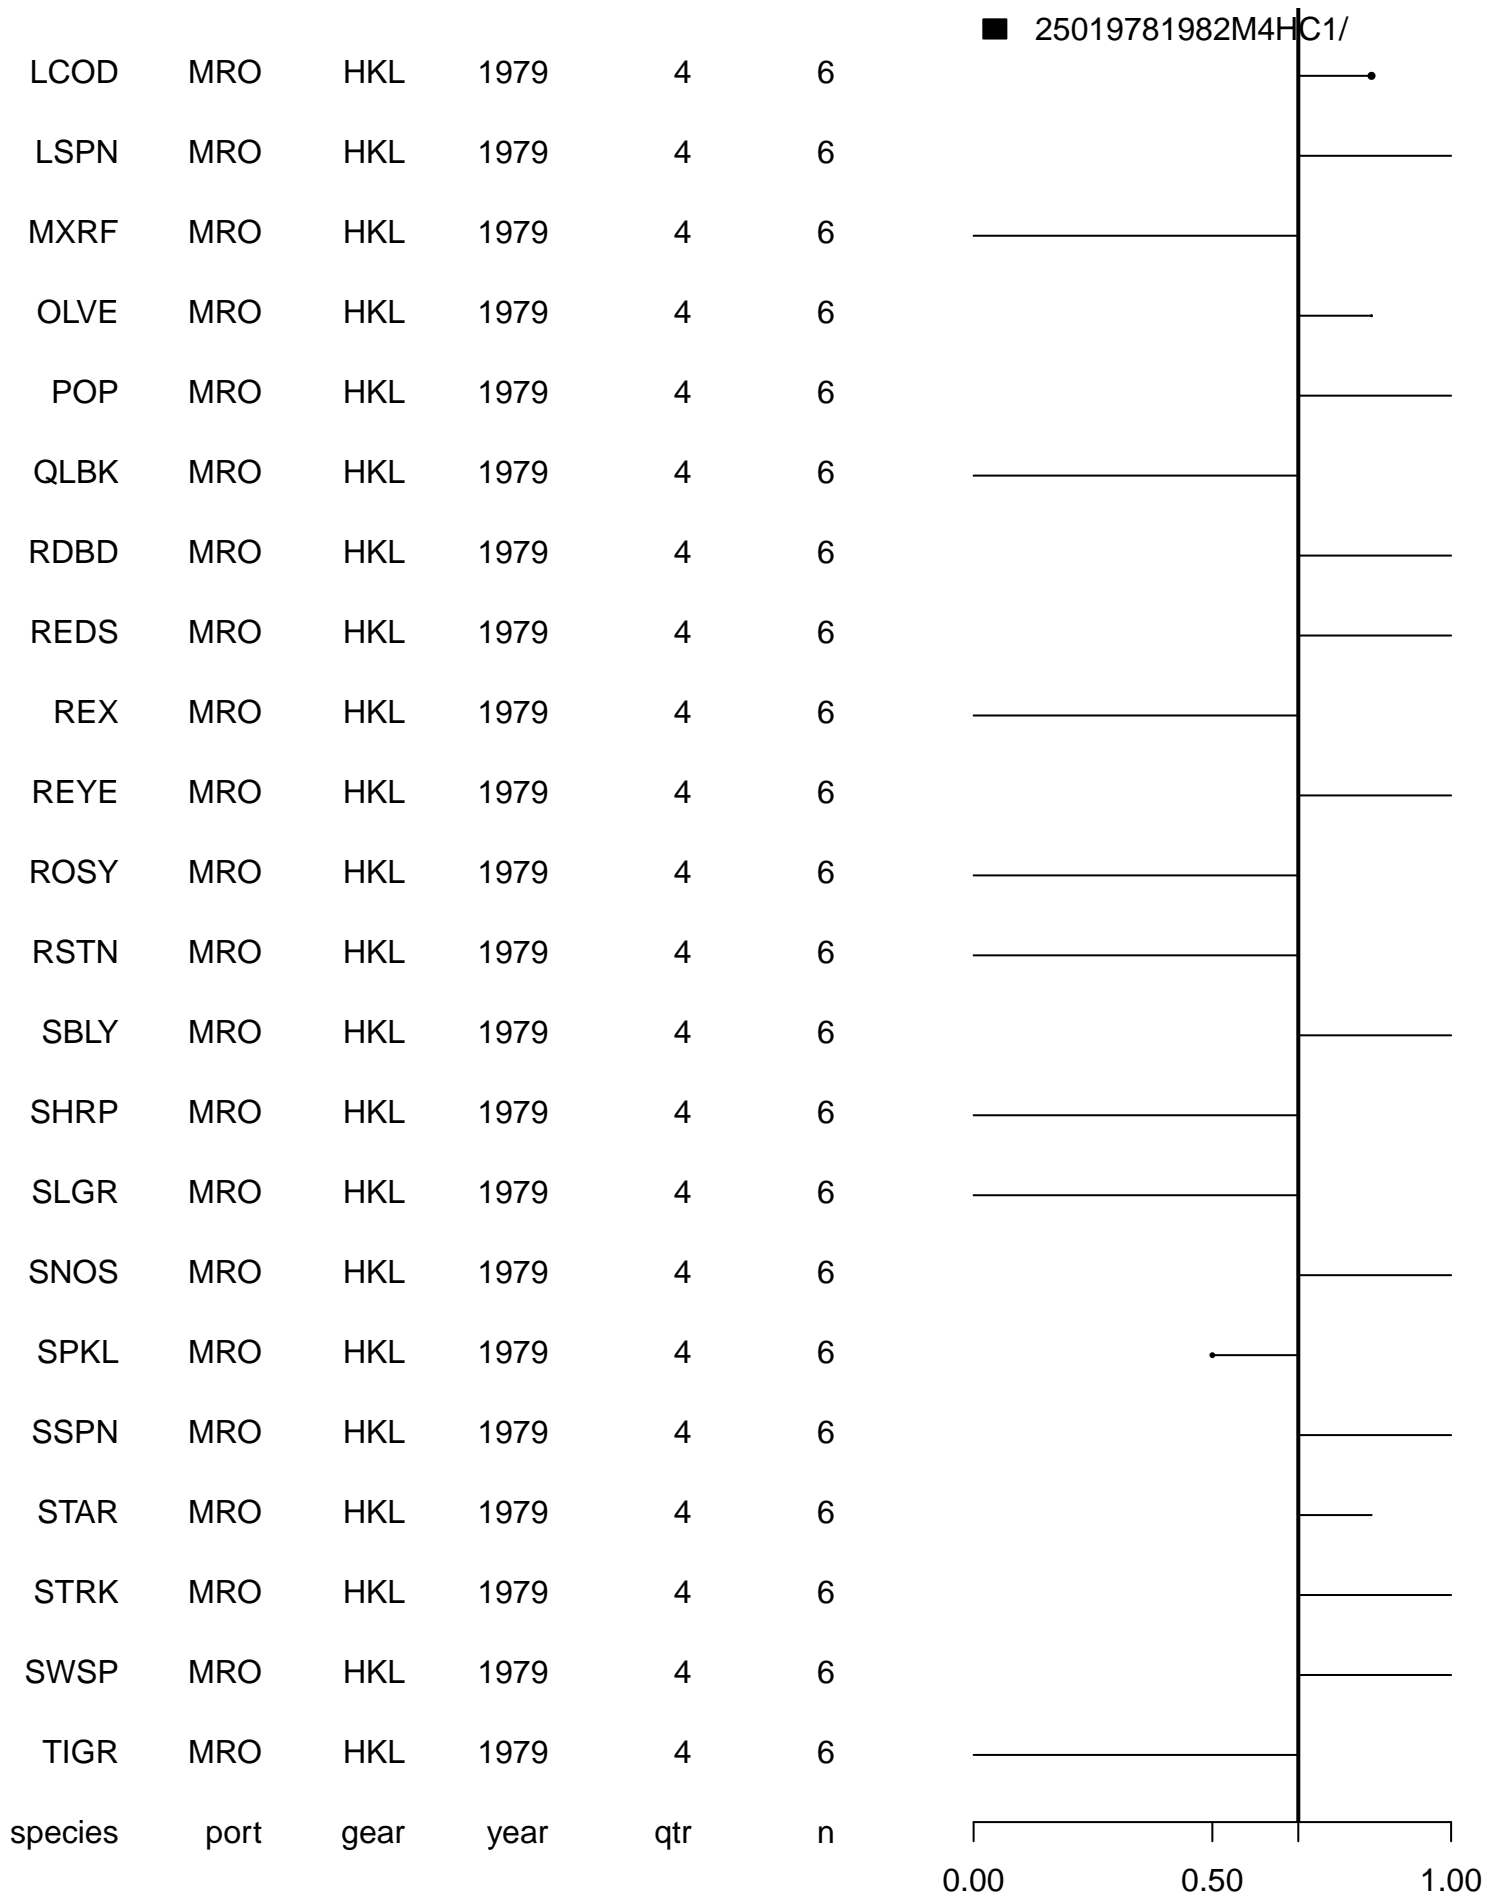 25019781982M4HC1/
LCOD MRO HKL 1979 4 6
LSPN MRO HKL 1979 4 6
MXRF MRO HKL 1979 4 6
OLVE MRO HKL 1979 4 6
POP MRO HKL 1979 4 6
QLBK MRO HKL 1979 4 6
RDBD MRO HKL 1979 4 6
REDS MRO HKL 1979 4 6
REX MRO HKL 1979 4 6
REYE MRO HKL 1979 4 6
ROSY MRO HKL 1979 4 6
RSTN MRO HKL 1979 4 6
SBLY MRO HKL 1979 4 6
SHRP MRO HKL 1979 4 6
SLGR MRO HKL 1979 4 6
SNOS MRO HKL 1979 4 6
SPKL MRO HKL 1979 4 6
SSPN MRO HKL 1979 4 6
STAR MRO HKL 1979 4 6
STRK MRO HKL 1979 4 6
SWSP MRO HKL 1979 4 6
TIGR MRO HKL 1979 4 6
species port gear year qtr n
0.00 0.50 1.00